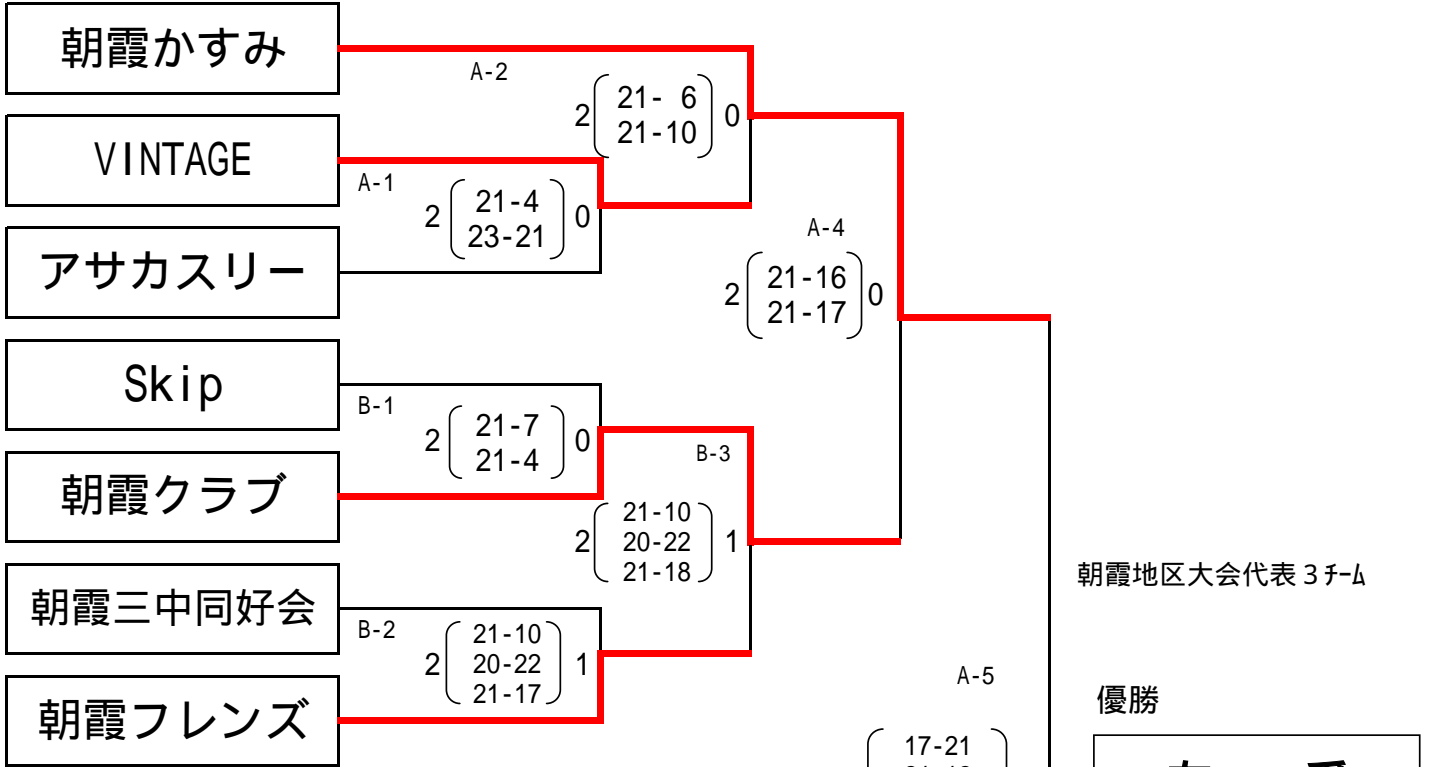 朝霞かすみ
A-2
2 21- 6 0
21-10
VINTAGE
A-1
2 21-4 0
23-21
アサカスリー
A-4
2 21-16 0
21-17
Skip
B-1
2 21-7 0
21-4
朝霞クラブ
B-3
21-10
2 20-22 1
21-18
朝霞三中同好会
B-2
21-10
2 20-22 1
21-17
朝霞フレンズ
朝霞地区大会代表３ﾁｰﾑ
A-5
17-21
優勝